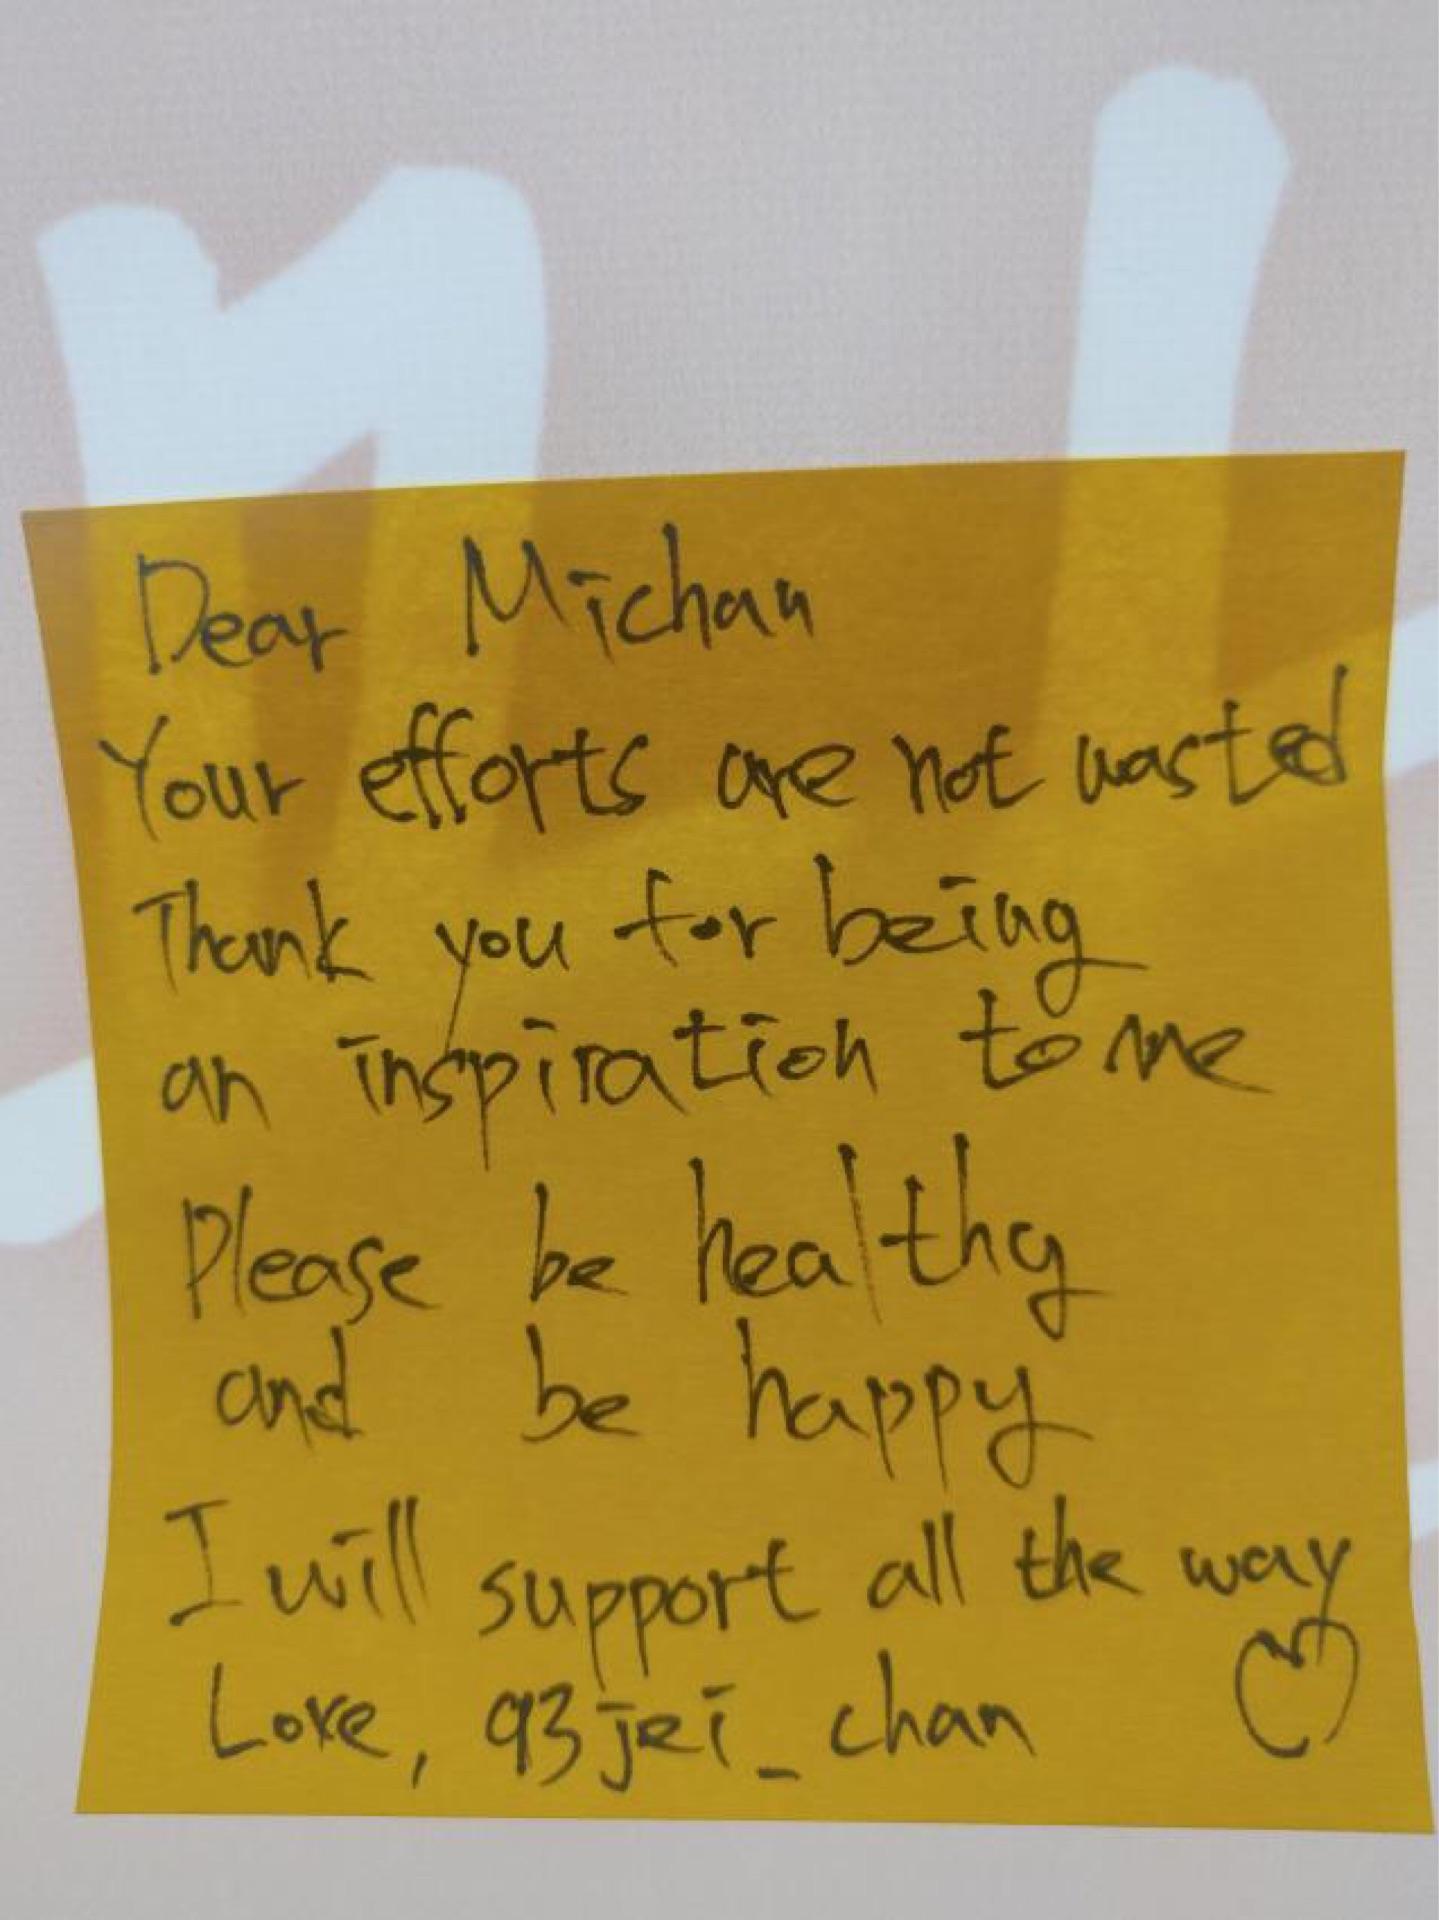 Dear Michan
Your efforts are not wasted
Thank you for being
an inspiration to me
Please be healthy
and be happy
I will support all the way
Love, 93jei_chan